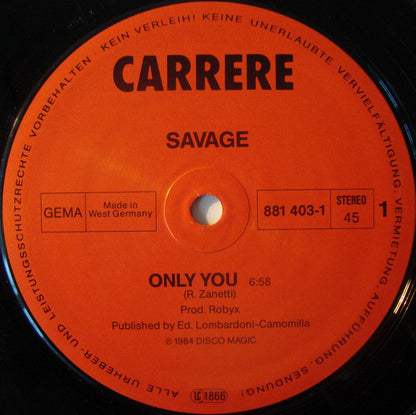 ALLE URHEBER- UND LEISTUNGSSCHUTZRECHTE VORBEHALTEN · KEIN VERLEIH! KEINE UNERLAUBTE VERVIELFÄLTIGUNG, VERMIETUNG, AUFFÜHRUNG, SENDUNG!
CARRERE
SAVAGE
GEMA
Made in
West Germany
881 403-1
STEREO
45
1
ONLY YOU 6:58
(R. Zanetti)
Prod. Robyx
Published by Ed. Lombardoni-Camomilla
℗ 1984 DISCO MAGIC
LC 1866